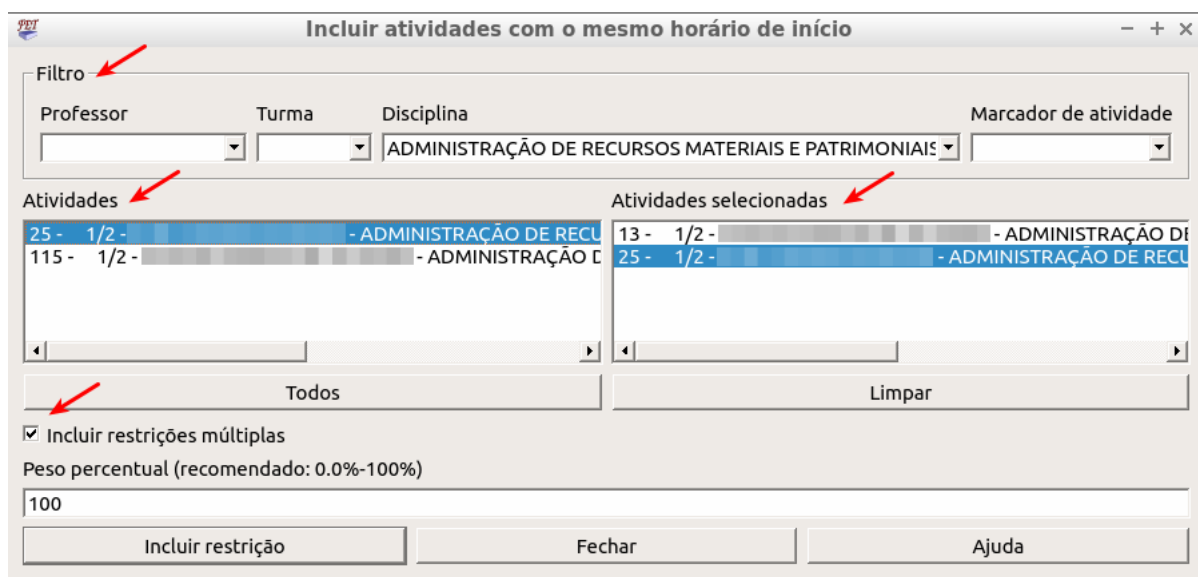 FET
Incluir atividades com o mesmo horário de início
Filtro
Professor Turma Disciplina Marcador de atividade
ADMINISTRAÇÃO DE RECURSOS MATERIAIS E PATRIMONIAIS
Atividades Atividades selecionadas
25 - 1/2 - - ADMINISTRAÇÃO DE RECU 13 - 1/2 - - ADMINISTRAÇÃO DE
115 - 1/2 - - ADMINISTRAÇÃO D 25 - 1/2 - - ADMINISTRAÇÃO DE RECU
Todos Limpar
Incluir restrições múltiplas
Peso percentual (recomendado: 0.0%-100%)
100
Incluir restrição Fechar Ajuda